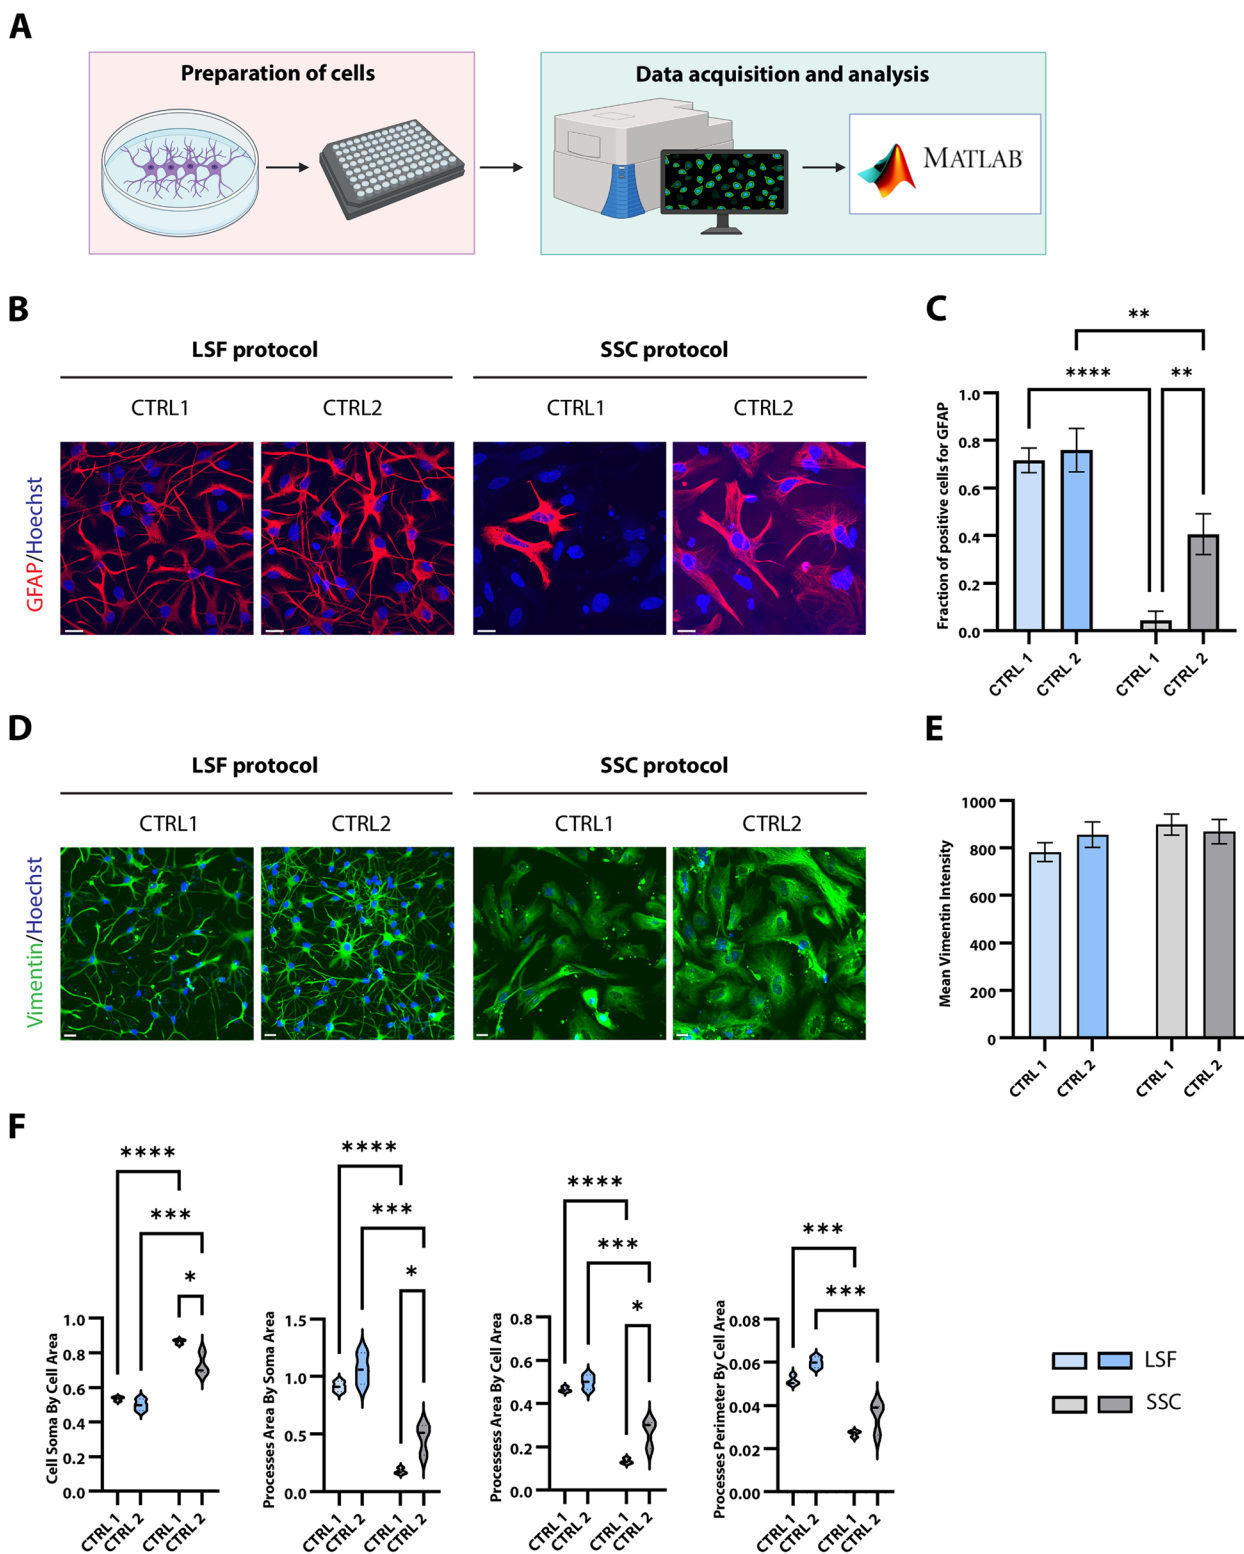 A
Preparation of cells
Data acquisition and analysis
MATLAB
B
LSF protocol
SSC protocol
CTRL1
CTRL2
CTRL1
CTRL2
GFAP/Hoechst
C
**
****
**
Fraction of positive cells for GFAP
1.0
0.8
0.6
0.4
0.2
0.0
CTRL 1
CTRL 2
CTRL 1
CTRL 2
D
LSF protocol
SSC protocol
CTRL1
CTRL2
CTRL1
CTRL2
Vimentin/Hoechst
E
Mean Vimentin Intensity
1000
800
600
400
200
0
CTRL 1
CTRL 2
CTRL 1
CTRL 2
F
****
***
*
Cell Soma By Cell Area
1.0
0.8
0.6
0.4
0.2
0.0
CTRL 1
CTRL 2
CTRL 1
CTRL 2
****
***
*
Processes Area By Soma Area
1.5
1.0
0.5
0.0
CTRL 1
CTRL 2
CTRL 1
CTRL 2
****
***
*
Processess Area By Cell Area
0.8
0.6
0.4
0.2
0.0
CTRL 1
CTRL 2
CTRL 1
CTRL 2
***
***
Processes Perimeter By Cell Area
0.08
0.06
0.04
0.02
0.00
CTRL 1
CTRL 2
CTRL 1
CTRL 2
LSF
SSC